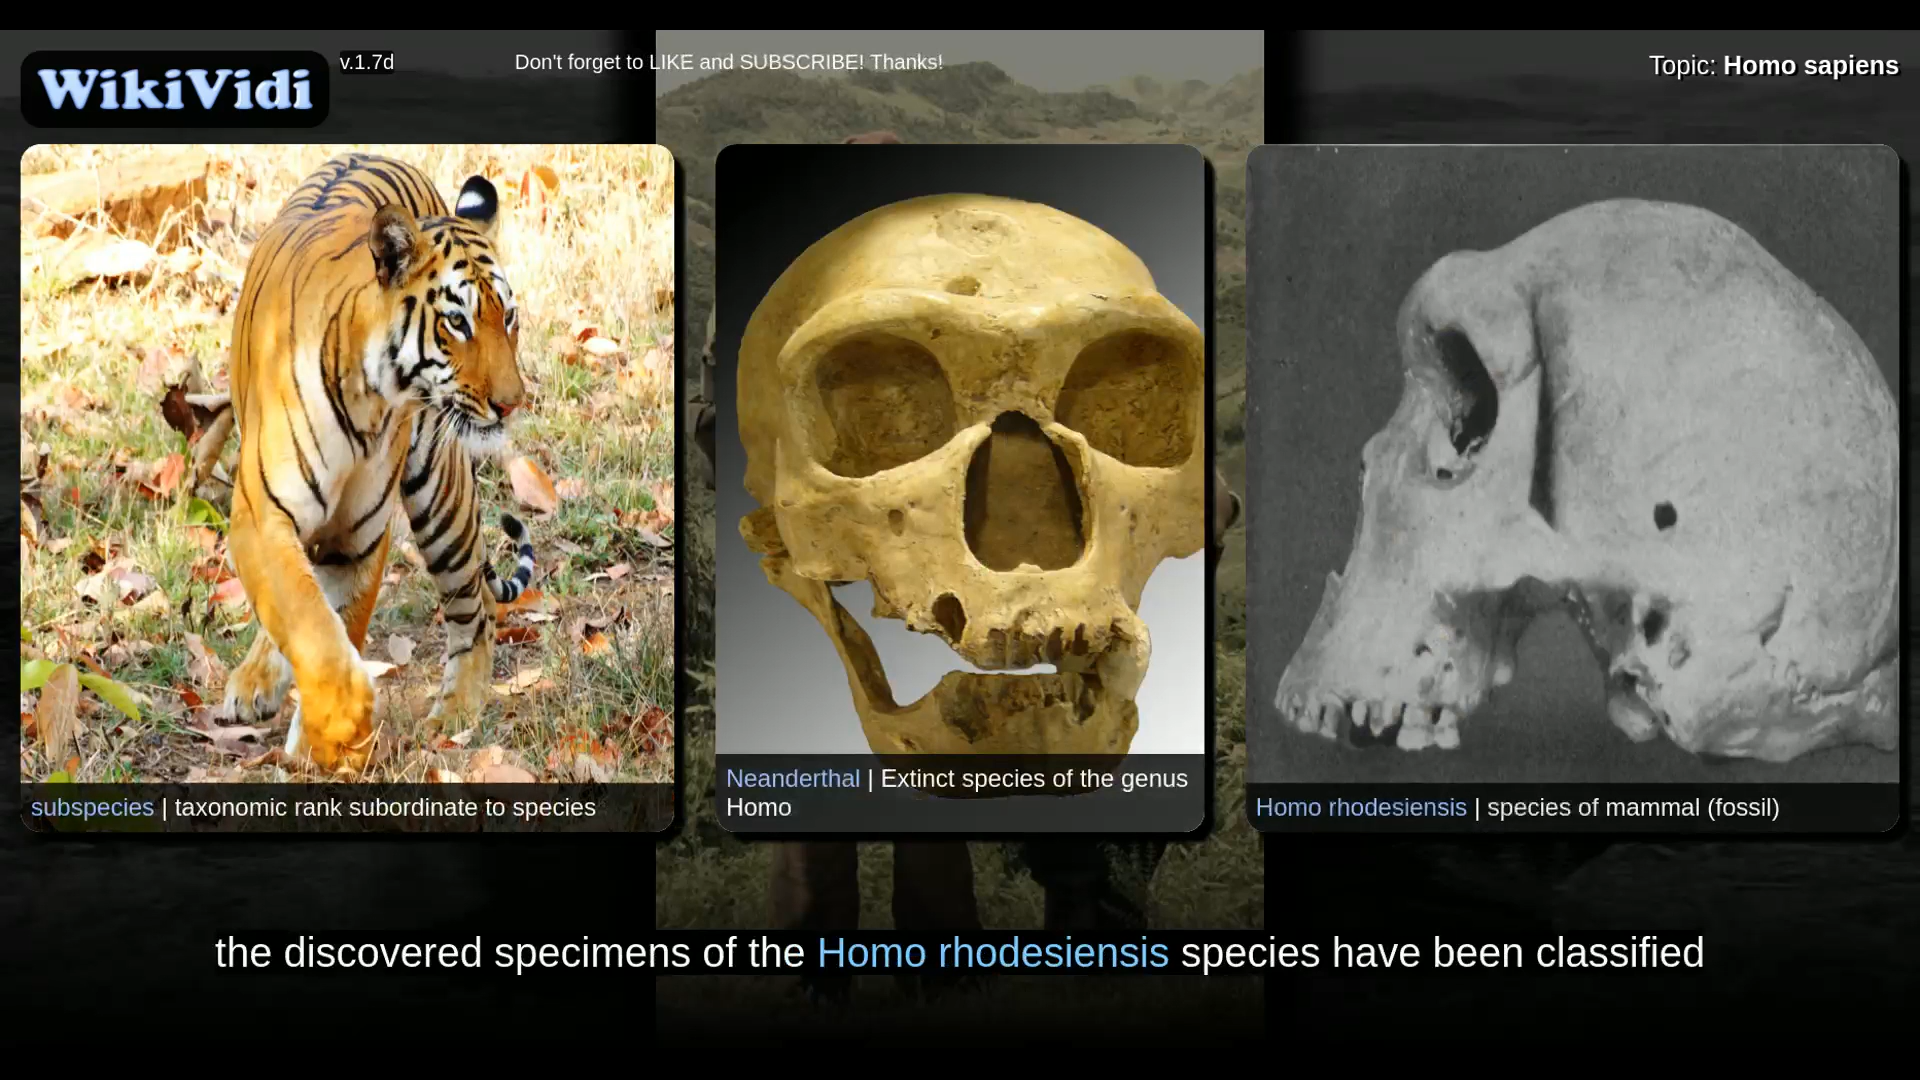 WikiVidi
v.1.7d
Don't forget to LIKE and SUBSCRIBE! Thanks!
Topic: Homo sapiens
subspecies | taxonomic rank subordinate to species
Neanderthal | Extinct species of the genus
Homo
Homo rhodesiensis | species of mammal (fossil)
the discovered specimens of the Homo rhodesiensis species have been classified